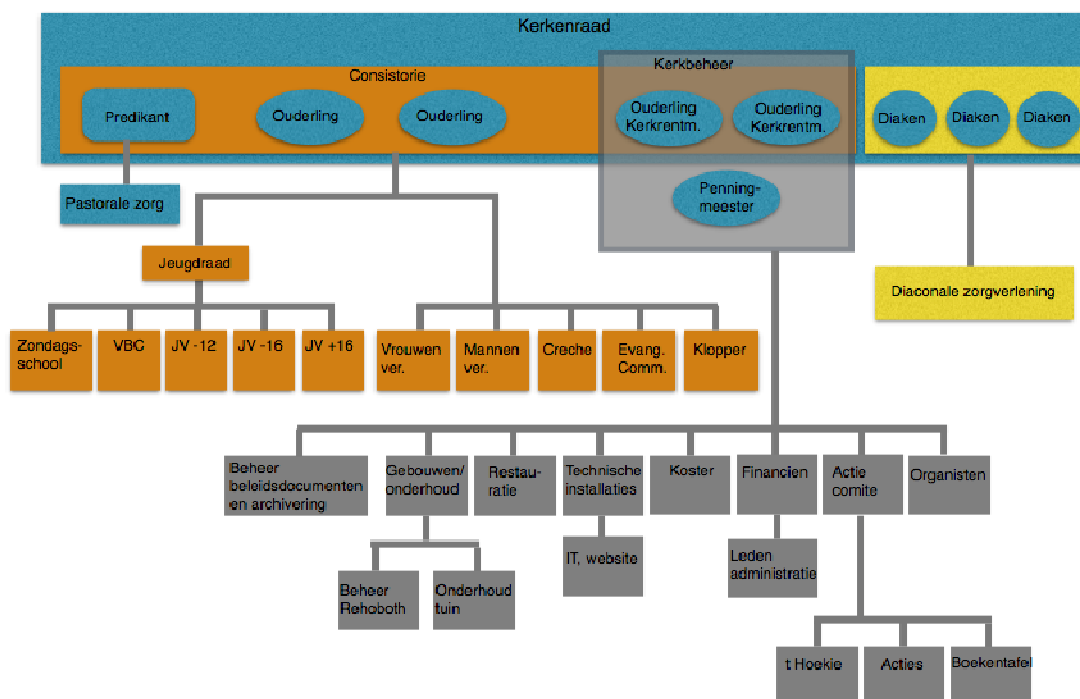 Kerkenraad
Consistorie
Kerkbeheer
Predikant
Ouderling
Ouderling
Ouderling
Kerkrentm.
Ouderling
Kerkrentm.
Diaken
Diaken
Diaken
Pastorale zorg
Penning-
meester
Jeugdraad
Diaconale zorgverlening
Zondags-
school
VBC
JV -12
JV -16
JV +16
Vrouwen
ver.
Mannen
ver.
Creche
Evang.
Comm.
Klopper
Beheer
beleidsdocumenten
en archivering
Gebouwen/
onderhoud
Restau-
ratie
Technische
installaties
Koster
Financien
Actie
comite
Organisten
Beheer
Rehoboth
Onderhoud
tuin
IT, website
Leden
administratie
t Hoekie
Acties
Boekentafel